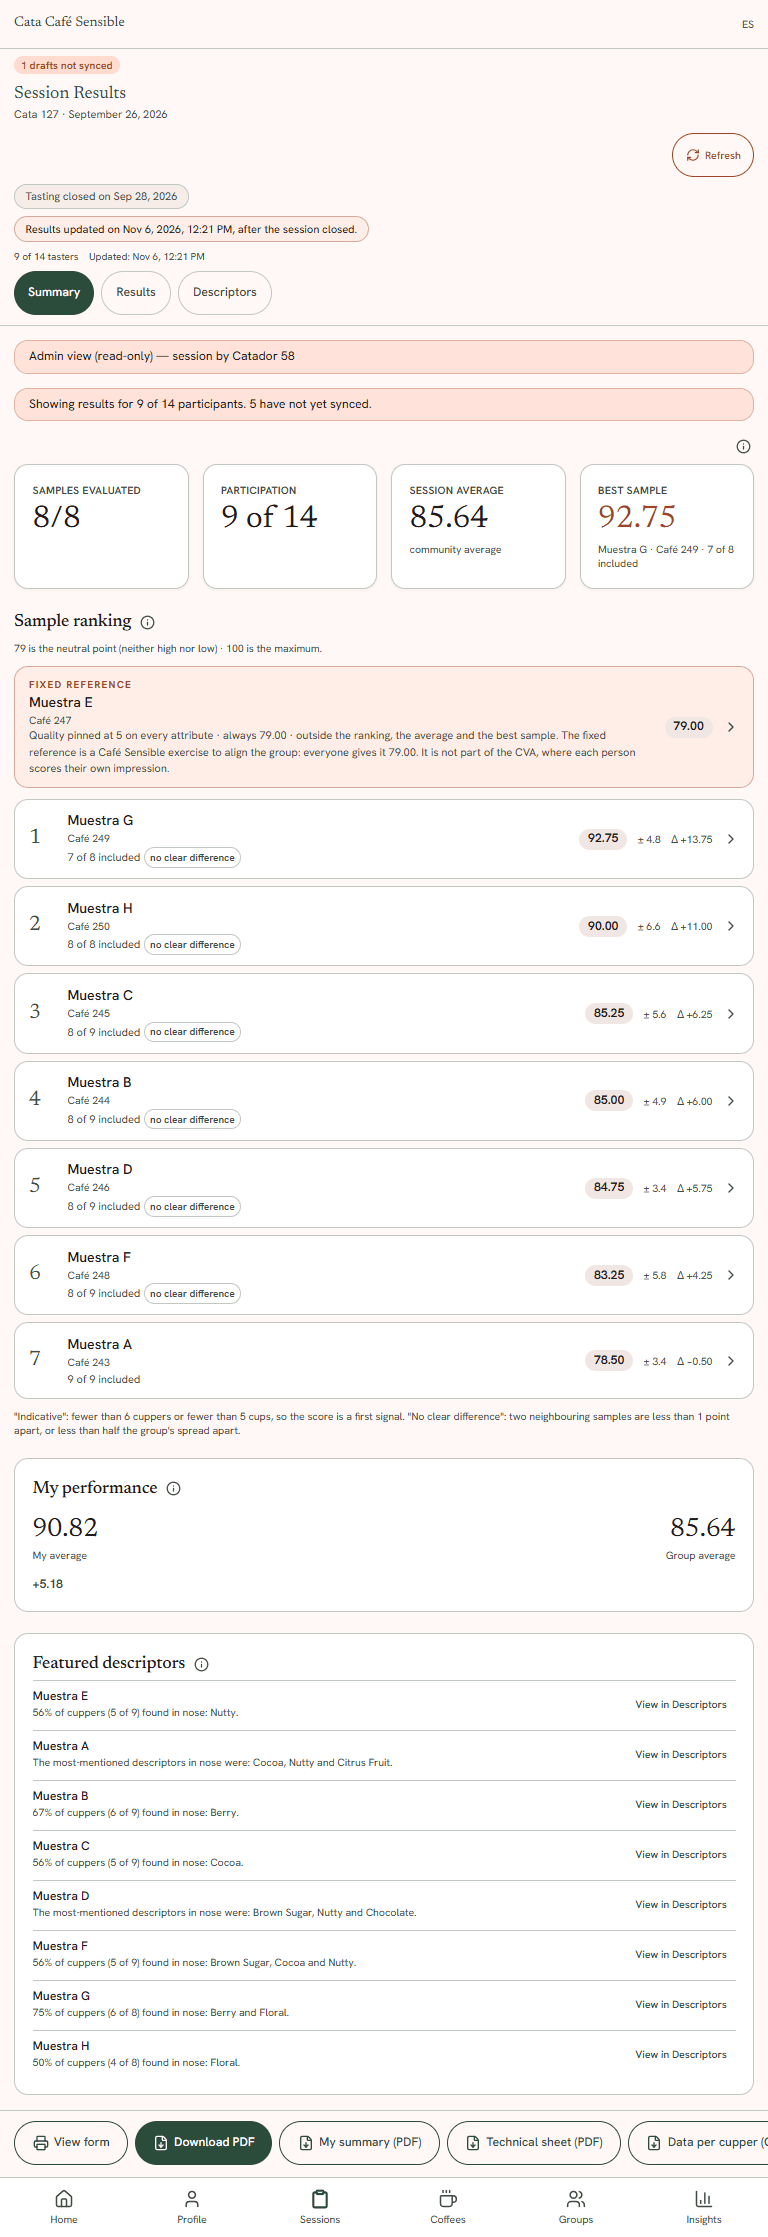 Cata Café Sensible
ES
1 drafts not synced
Session Results
Cata 127 · September 26, 2026
Refresh
Tasting closed on Sep 28, 2026
Results updated on Nov 6, 2026, 12:21 PM, after the session closed.
9 of 14 tasters Updated: Nov 6, 12:21 PM
Summary
Results
Descriptors
Admin view (read-only) — session by Catador 58
Showing results for 9 of 14 participants. 5 have not yet synced.
SAMPLES EVALUATED
8/8
PARTICIPATION
9 of 14
SESSION AVERAGE
85.64
community average
BEST SAMPLE
92.75
Muestra G · Café 249 · 7 of 8
included
Sample ranking
79 is the neutral point (neither high nor low) · 100 is the maximum.
FIXED REFERENCE
Muestra E
Café 247
Quality pinned at 5 on every attribute · always 79.00 · outside the ranking, the average and the best sample. The fixed
reference is a Café Sensible exercise to align the group: everyone gives it 79.00. It is not part of the CVA, where each person
scores their own impression.
79.00
1
Muestra G
Café 249
7 of 8 included no clear difference
92.75 ± 4.8 Δ +13.75
2
Muestra H
Café 250
8 of 8 included no clear difference
90.00 ± 6.6 Δ +11.00
3
Muestra C
Café 245
8 of 9 included no clear difference
85.25 ± 5.6 Δ +6.25
4
Muestra B
Café 244
8 of 9 included no clear difference
85.00 ± 4.9 Δ +6.00
5
Muestra D
Café 246
8 of 9 included no clear difference
84.75 ± 3.4 Δ +5.75
6
Muestra F
Café 248
8 of 9 included no clear difference
83.25 ± 5.8 Δ +4.25
7
Muestra A
Café 243
9 of 9 included
78.50 ± 3.4 Δ −0.50
"Indicative": fewer than 6 cuppers or fewer than 5 cups, so the score is a first signal. "No clear difference": two neighbouring samples are less than 1 point
apart, or less than half the group's spread apart.
My performance
90.82
My average
+5.18
85.64
Group average
Featured descriptors
Muestra E
56% of cuppers (5 of 9) found in nose: Nutty.
View in Descriptors
Muestra A
The most-mentioned descriptors in nose were: Cocoa, Nutty and Citrus Fruit.
View in Descriptors
Muestra B
67% of cuppers (6 of 9) found in nose: Berry.
View in Descriptors
Muestra C
56% of cuppers (5 of 9) found in nose: Cocoa.
View in Descriptors
Muestra D
The most-mentioned descriptors in nose were: Brown Sugar, Nutty and Chocolate.
View in Descriptors
Muestra F
56% of cuppers (5 of 9) found in nose: Brown Sugar, Cocoa and Nutty.
View in Descriptors
Muestra G
75% of cuppers (6 of 8) found in nose: Berry and Floral.
View in Descriptors
Muestra H
50% of cuppers (4 of 8) found in nose: Floral.
View in Descriptors
View form
Download PDF
My summary (PDF)
Technical sheet (PDF)
Data per cupper (
Home
Profile
Sessions
Coffees
Groups
Insights